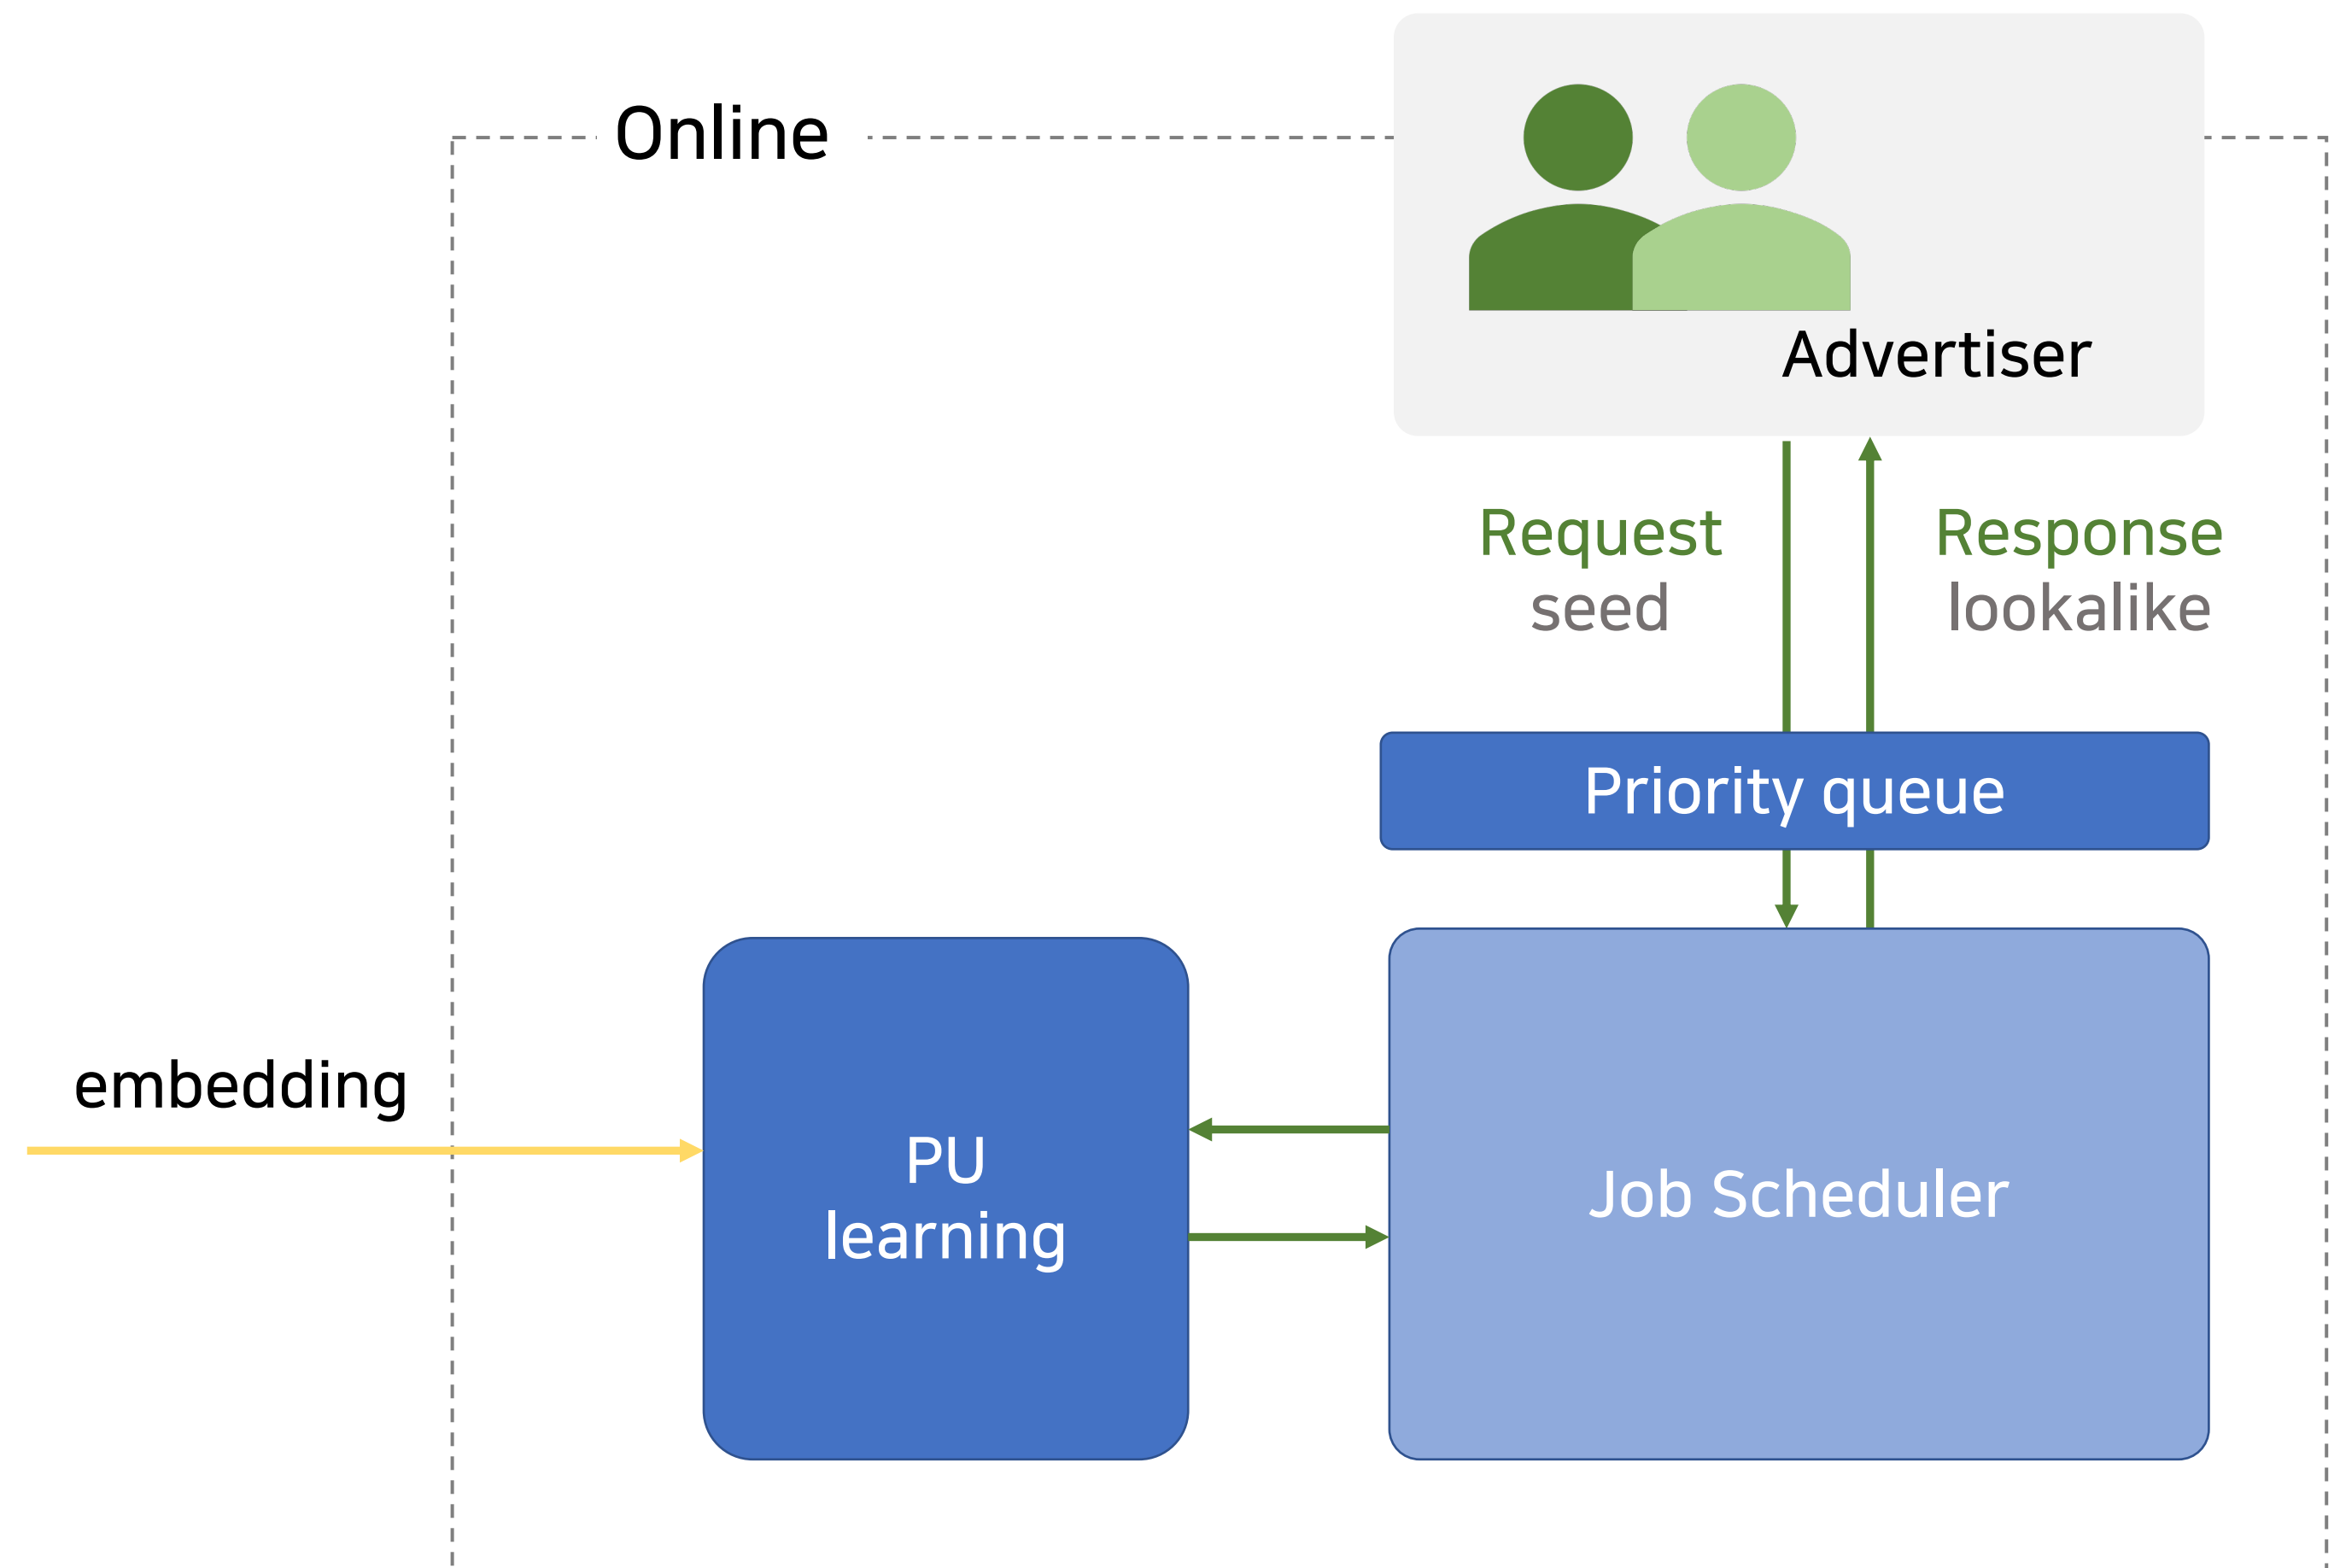 Online
Advertiser
Request
seed
Response
lookalike
Priority queue
embedding
PU
learning
Job Scheduler